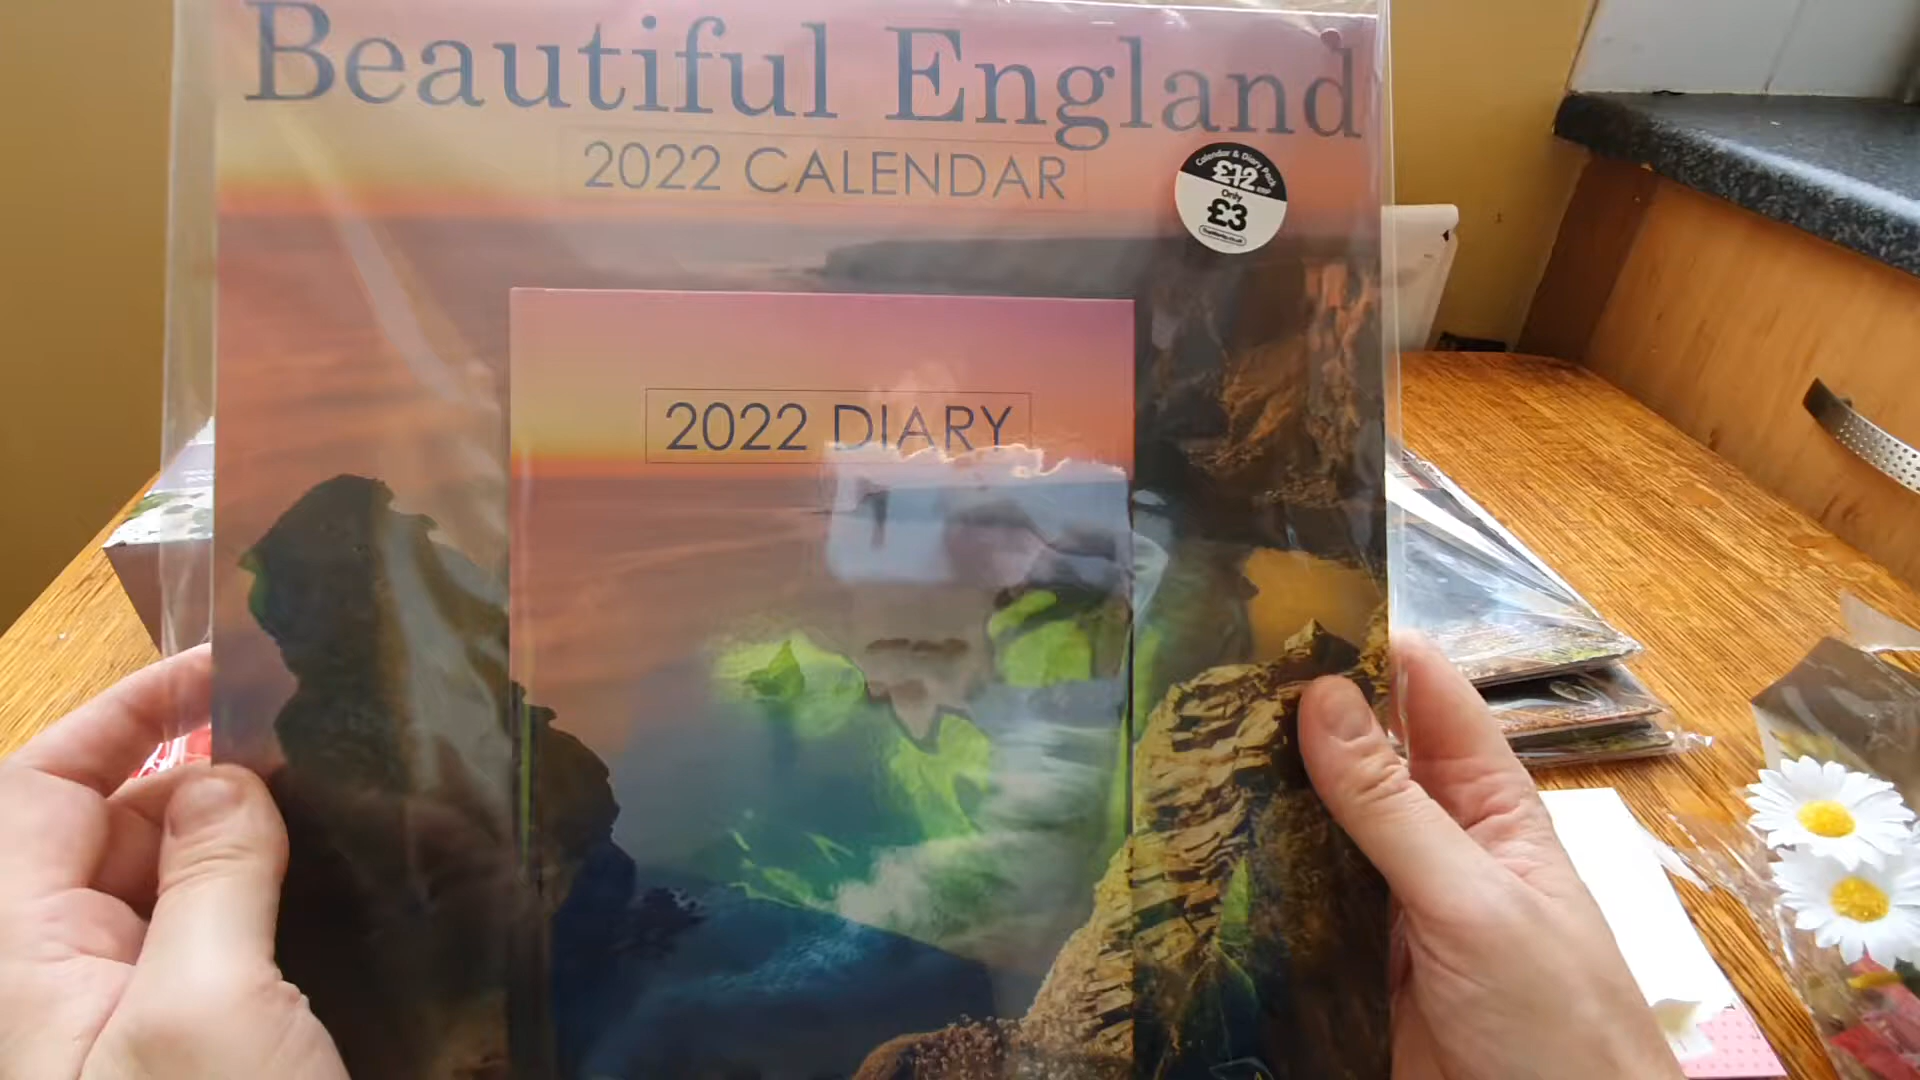 Beautiful England
2022 CALENDAR
Calendar & Diary Pack
£12
Only
£3
2022 DIARY